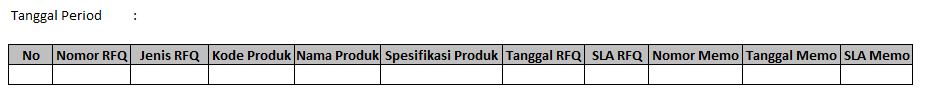 Tanggal Period :
No Nomor RFQ Jenis RFQ Kode Produk Nama Produk Spesifikasi Produk Tanggal RFQ SLA RFQ Nomor Memo Tanggal Memo SLA Memo